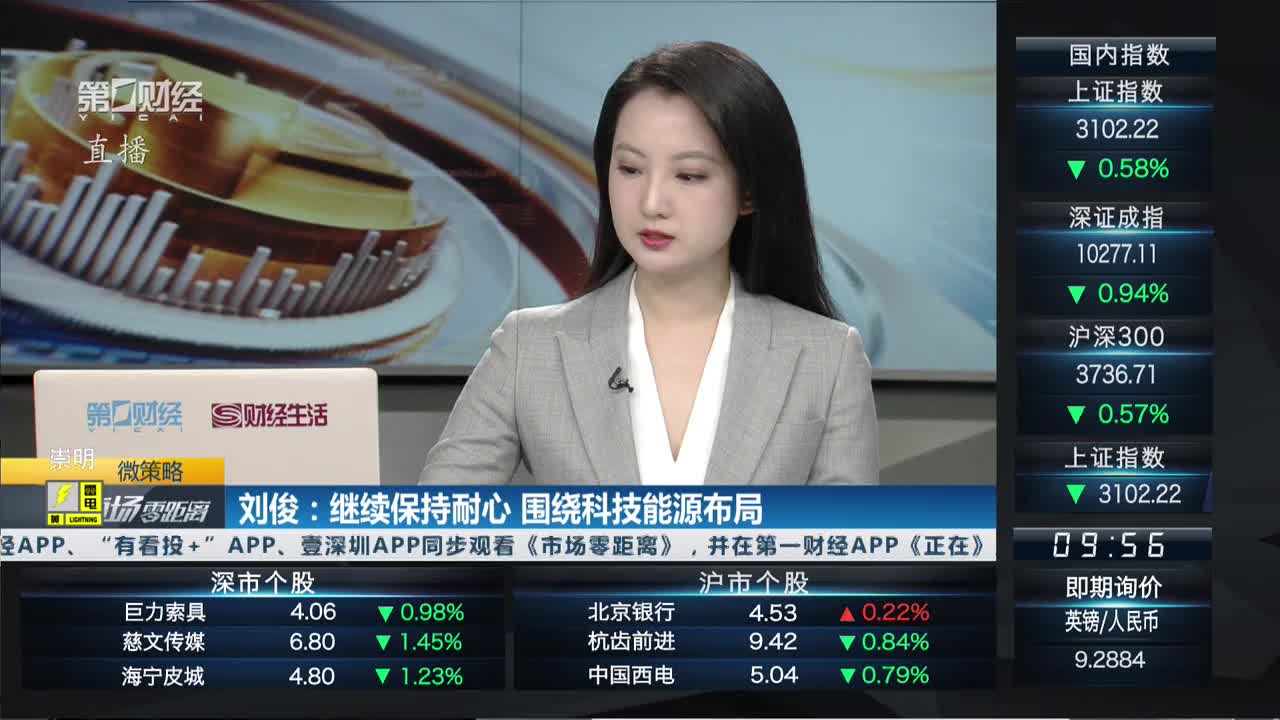 第一财经
YICAI
直播
第一财经
YICAI
财经生活
崇明
微策略
黄
雷电
LIGHTNING
市场零距离
刘俊：继续保持耐心 围绕科技能源布局
经APP、“有看投+”APP、壹深圳APP同步观看《市场零距离》，并在第一财经APP《正在》
深市个股
巨力索具 4.06 ▼0.98%
慈文传媒 6.80 ▼1.45%
海宁皮城 4.80 ▼1.23%
沪市个股
北京银行 4.53 ▲0.22%
杭齿前进 9.42 ▼0.84%
中国西电 5.04 ▼0.79%
国内指数
上证指数
3102.22
▼ 0.58%
深证成指
10277.11
▼ 0.94%
沪深300
3736.71
▼ 0.57%
上证指数
▼ 3102.22
09:56
即期询价
英镑/人民币
9.2884